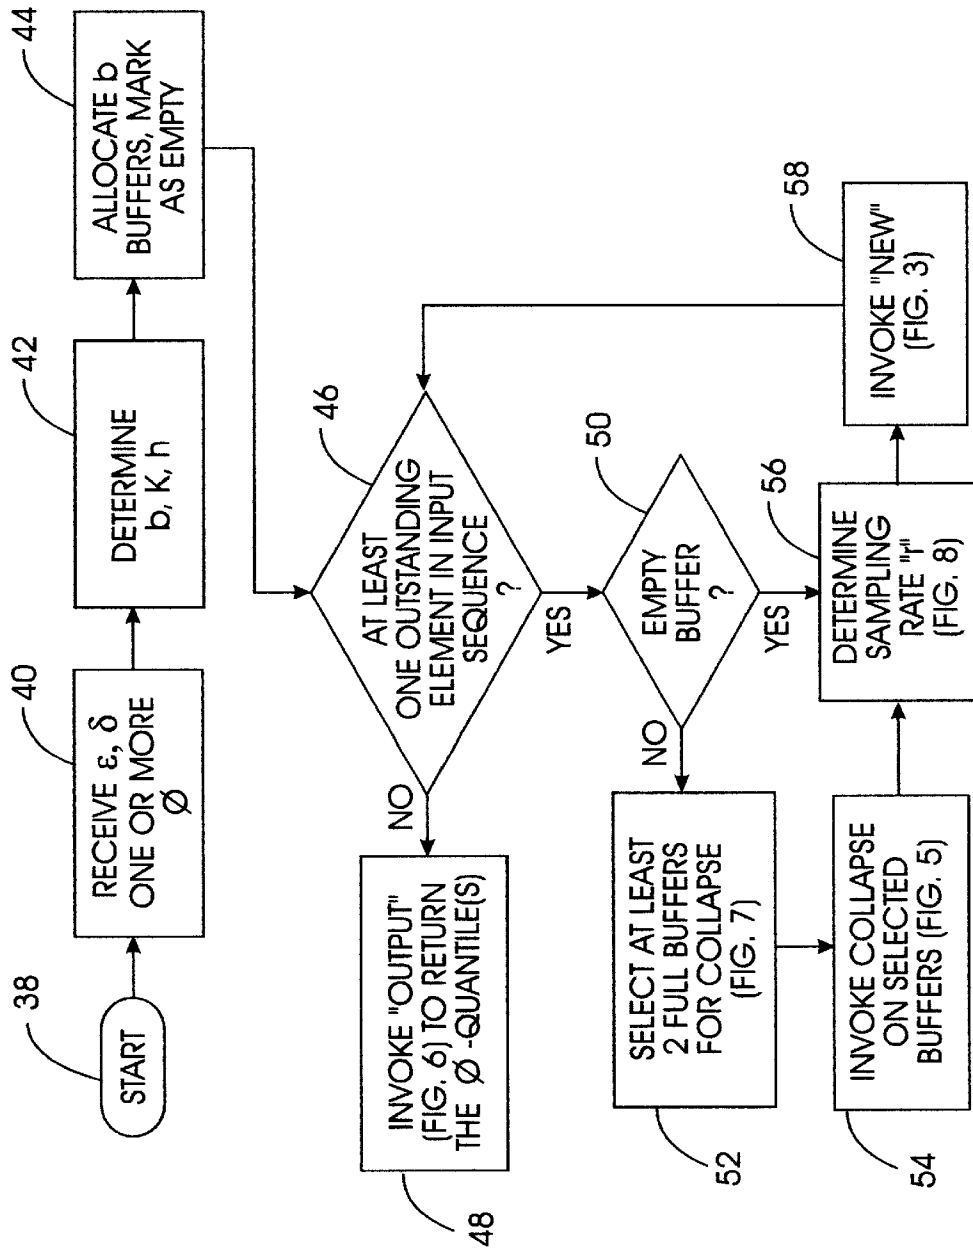 38
START
40
RECEIVE ε, δ
ONE OR MORE
Ø
42
DETERMINE
b, K, h
44
ALLOCATE b
BUFFERS, MARK
AS EMPTY
46
AT LEAST
ONE OUTSTANDING
ELEMENT IN INPUT
SEQUENCE
?
NO
YES
48
INVOKE "OUTPUT"
(FIG. 6) TO RETURN
THE Ø -QUANTILE(S)
50
EMPTY
BUFFER
?
NO
YES
52
SELECT AT LEAST
2 FULL BUFFERS
FOR COLLAPSE
(FIG. 7)
54
INVOKE COLLAPSE
ON SELECTED
BUFFERS (FIG. 5)
56
DETERMINE
SAMPLING
RATE "r"
(FIG. 8)
58
INVOKE "NEW"
(FIG. 3)